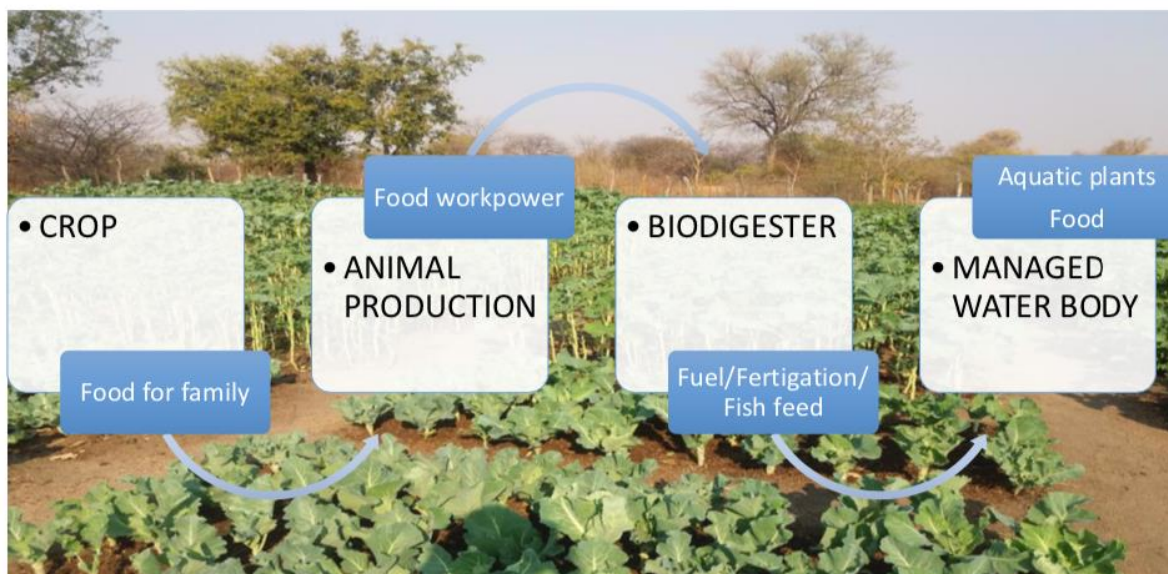 • CROP
Food for family
Food workpower
• ANIMAL
PRODUCTION
• BIODIGESTER
Fuel/Fertigation/
Fish feed
Aquatic plants
Food
• MANAGED
WATER BODY